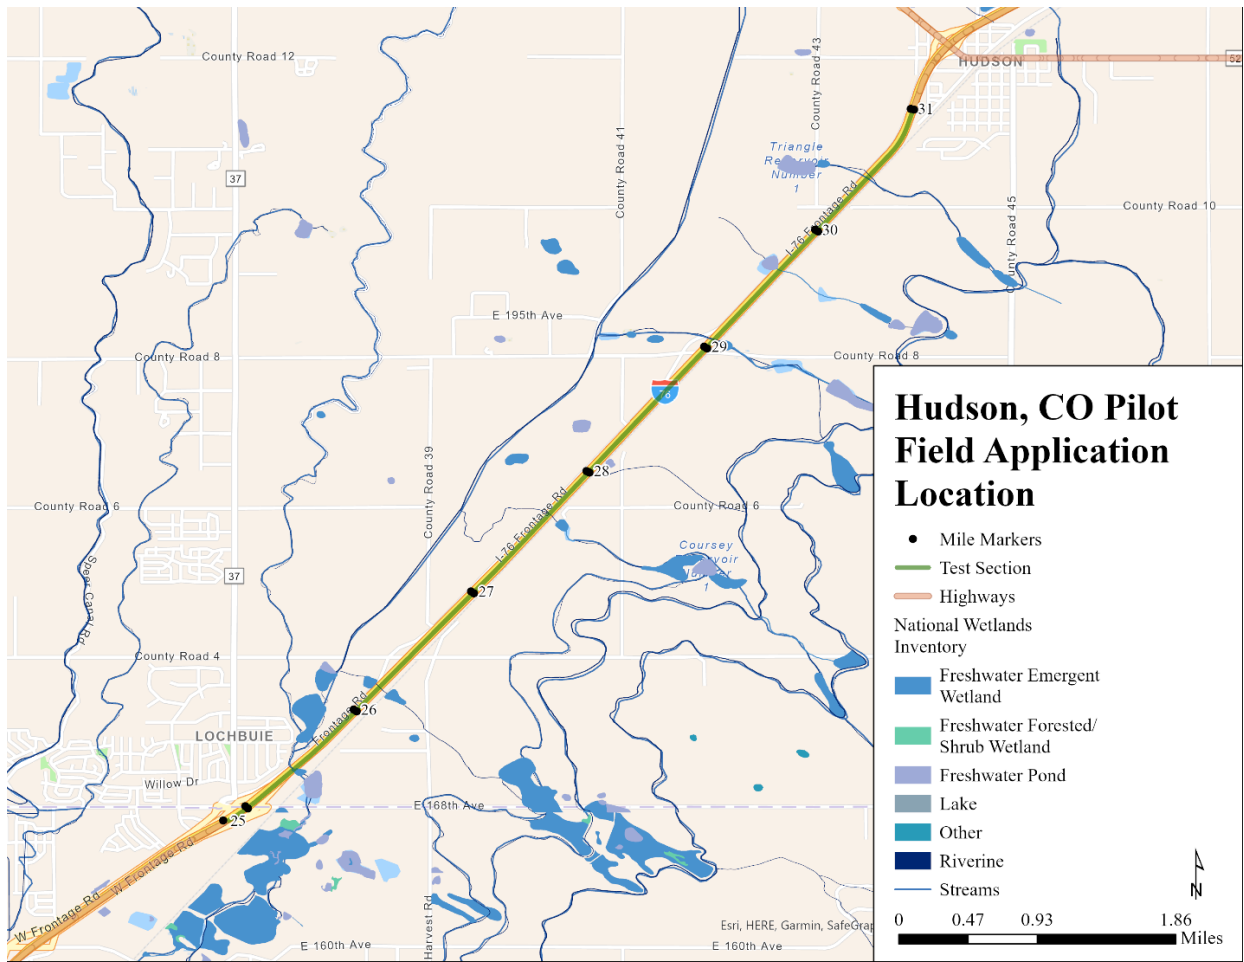 County Road 12
County Road 43
HUDSON
52
31
Triangle
Reservoir
Number
1
County Road 41
37
County Road 10
County Road 45
I-76 Frontage Rd
30
E 195th Ave
29
County Road 8
County Road 8
76
28
County Road 39
County Road 6
I-76 Frontage Rd
County Road 6
Coursey
Reservoir
Number
1
37
Speer Canal Rd
27
County Road 4
Frontage Rd
26
LOCHBUIE
Willow Dr
E 168th Ave
25
W Frontage Rd
W Frontage Rd
Harvest Rd
E 160th Ave
E 160th Ave
Esri, HERE, Garmin, SafeGrap
Hudson, CO Pilot
Field Application
Location
Mile Markers
Test Section
Highways
National Wetlands
Inventory
Freshwater Emergent
Wetland
Freshwater Forested/
Shrub Wetland
Freshwater Pond
Lake
Other
Riverine
Streams
N
0 0.47 0.93 1.86
Miles